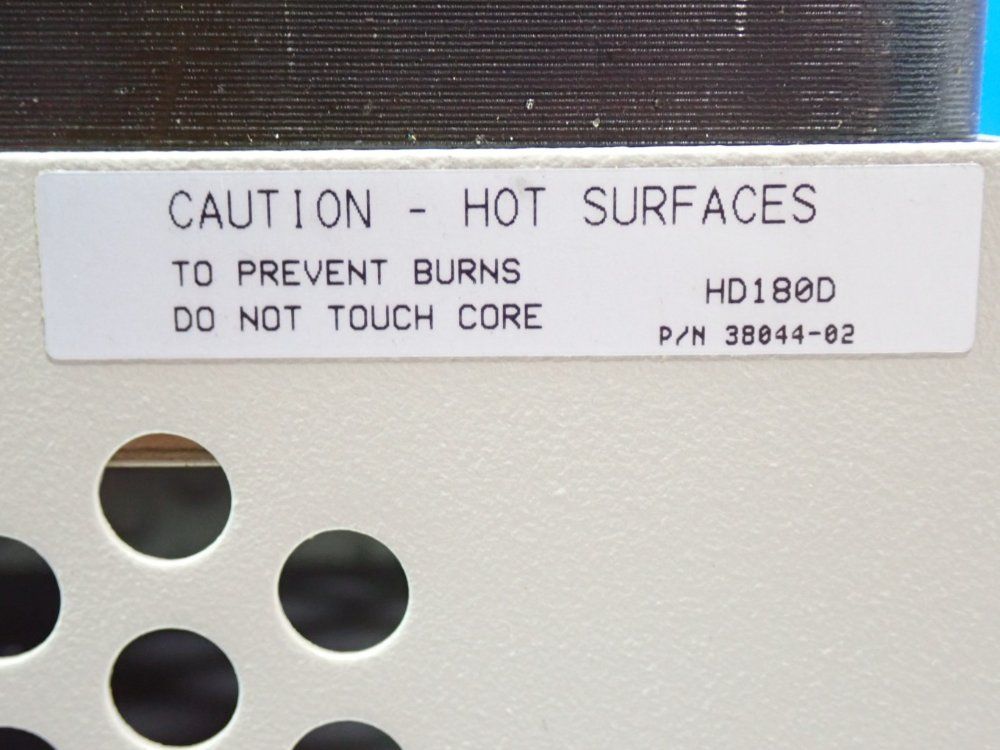 CAUTION - HOT SURFACES
TO PREVENT BURNS
DO NOT TOUCH CORE
HD180D
P/N 38044-02